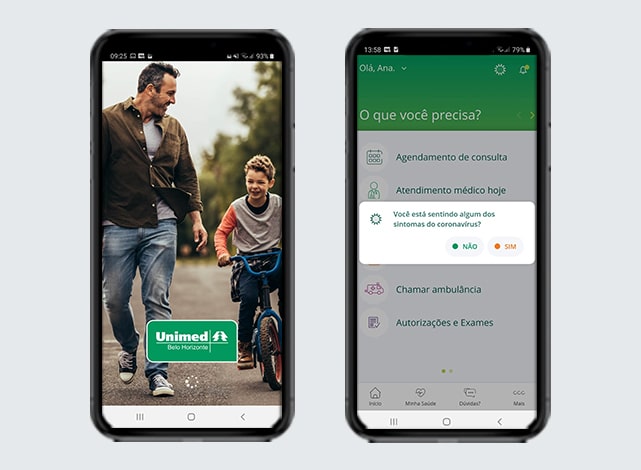 09:25
93%
Unimed
Belo Horizonte
13:58
79%
Olá, Ana.
O que você precisa?
Agendamento de consulta
Atendimento médico hoje
Você está sentindo algum dos
sintomas do coronavírus?
NÃO
SIM
Chamar ambulância
Autorizações e Exames
Início
Minha Saúde
Dúvidas?
Mais